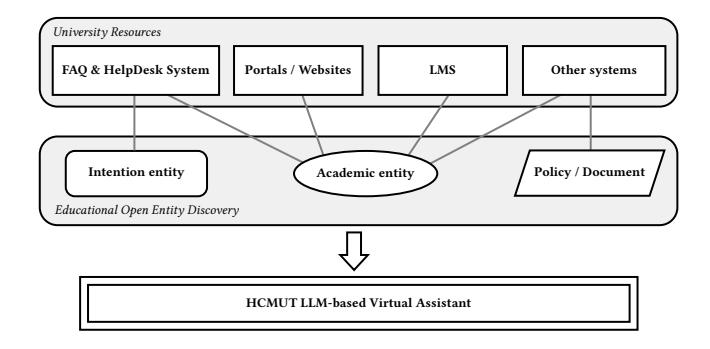 University Resources
FAQ & HelpDesk System
Portals / Websites
LMS
Other systems
Intention entity
Academic entity
Policy / Document
Educational Open Entity Discovery
HCMUT LLM-based Virtual Assistant